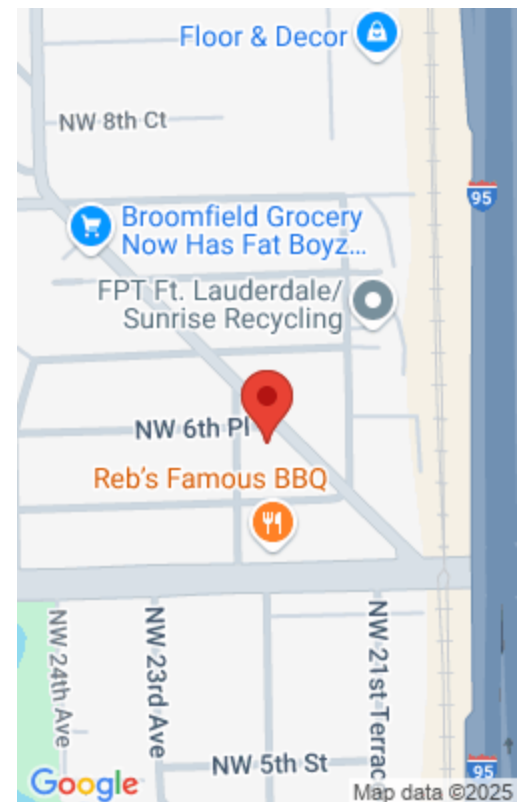 Floor & Decor
NW 8th Ct
95
Broomfield Grocery
Now Has Fat Boyz...
FPT Ft. Lauderdale/
Sunrise Recycling
NW 6th Pl
Reb's Famous BBQ
NW 24th Ave
NW 23rd Ave
NW 21st Terrac
NW 5th St
95
Google
Map data ©2025